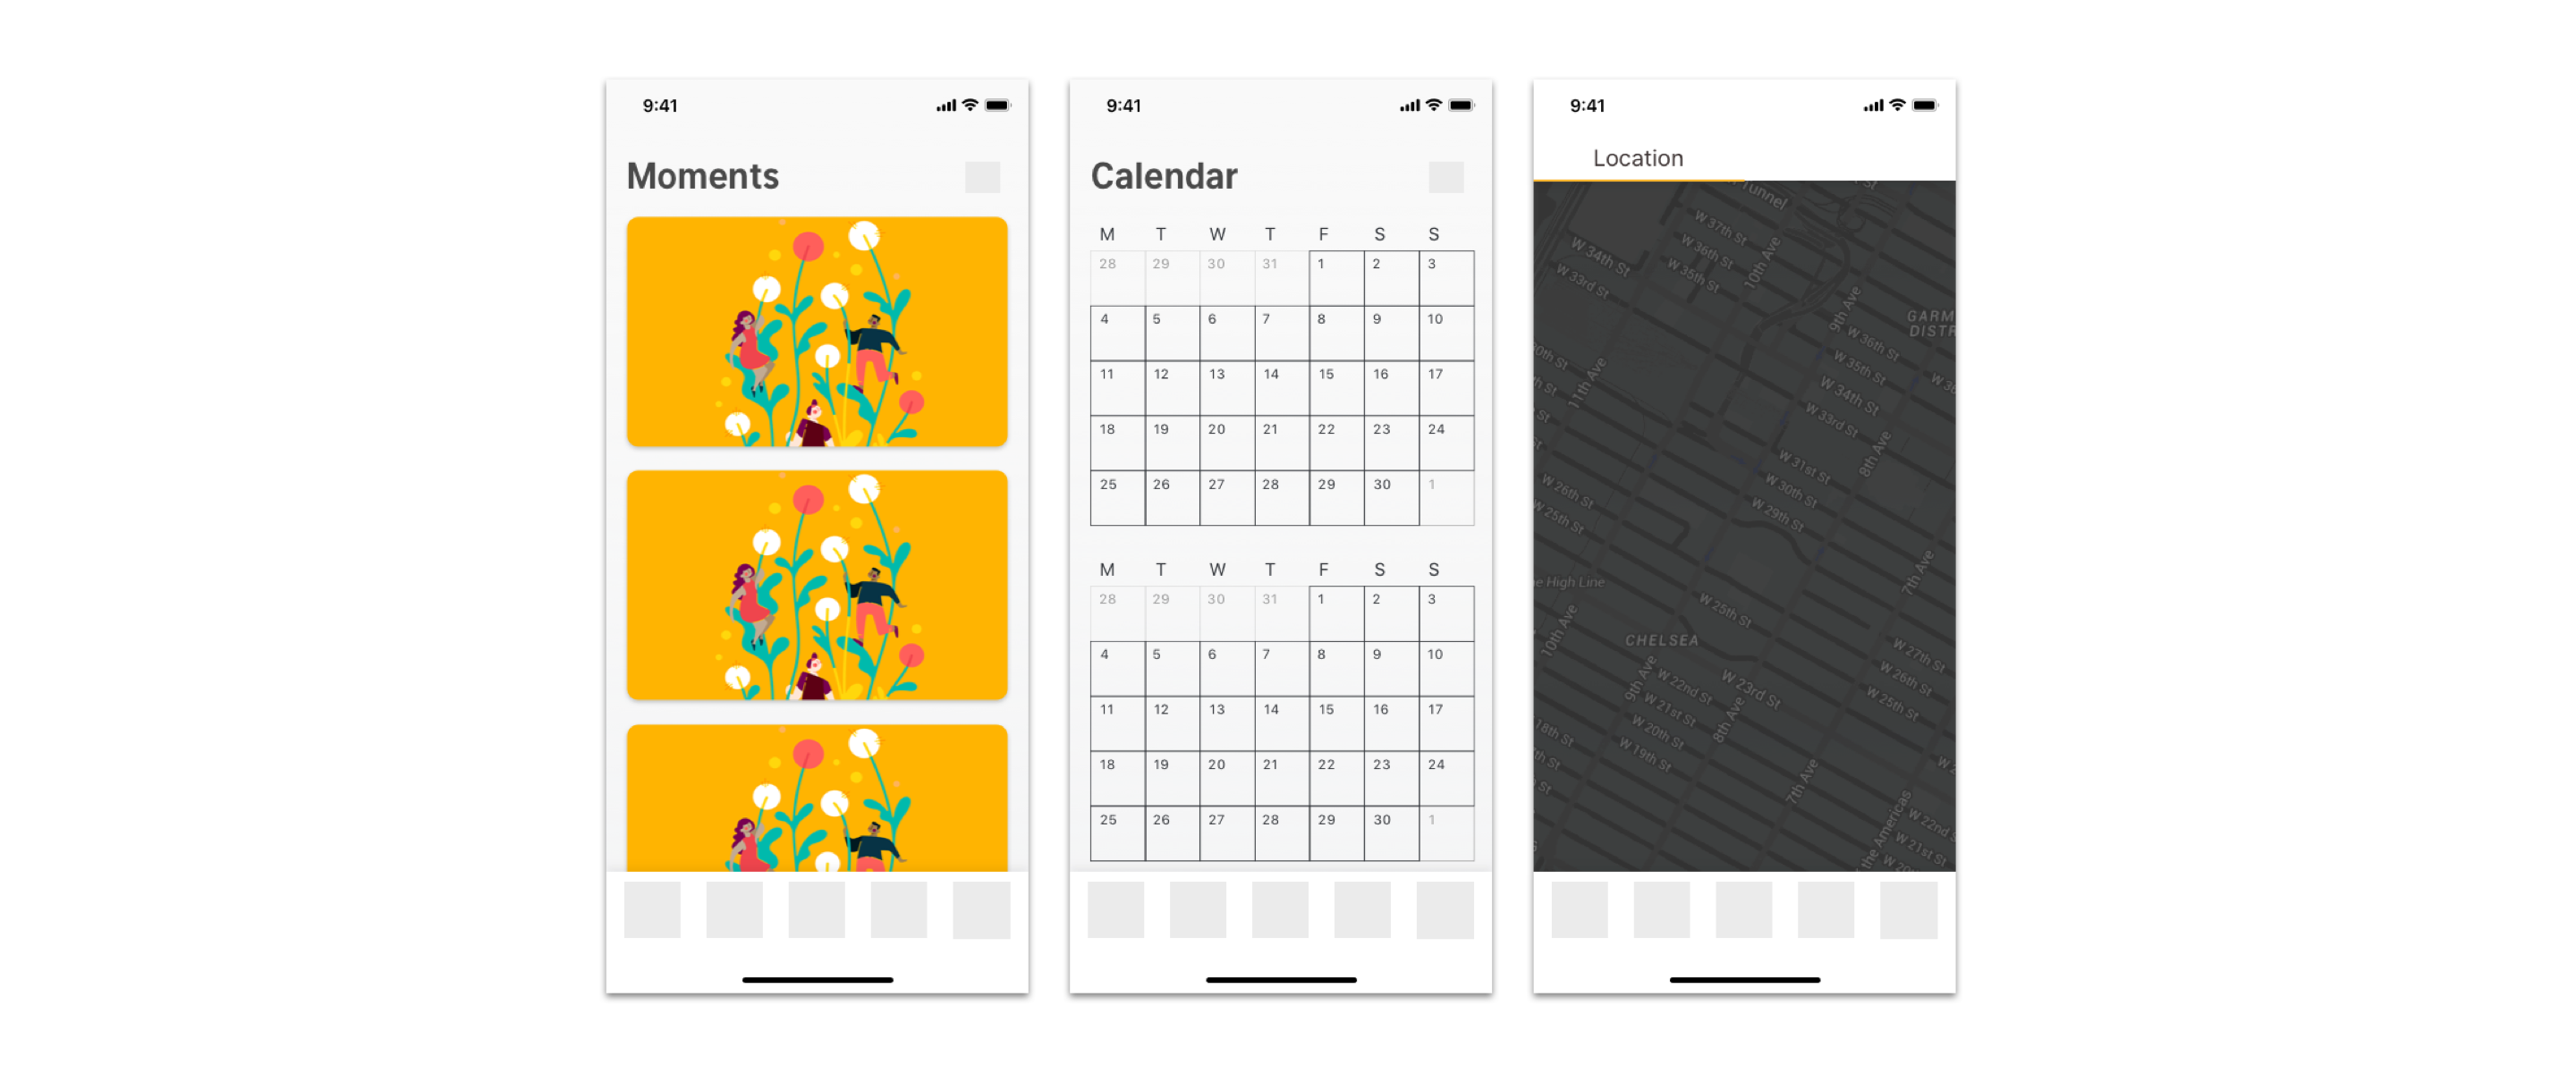 9:41
Moments
9:41
Calendar
M T W T F S S
28 29 30 31 1 2 3
4 5 6 7 8 9 10
11 12 13 14 15 16 17
18 19 20 21 22 23 24
25 26 27 28 29 30 1
M T W T F S S
28 29 30 31 1 2 3
4 5 6 7 8 9 10
11 12 13 14 15 16 17
18 19 20 21 22 23 24
25 26 27 28 29 30 1
9:41
Location
Tunnel
St
W 37th St
W 36th St
W 35th St
W 34th St
W 33rd St
10th Ave
9th Ave
GARM
DISTR
W 36th St
W 35th St
W 34th St
W 33rd St
11th Ave
8th Ave
W 31st St
W 30th St
W 29th St
W 26th St
W 25th St
e High Line
7th Ave
W 25th St
CHELSEA
10th Ave
9th Ave
W 22nd St
W 21st St
W 20th St
W 19th St
W 23rd St
8th Ave
W 27th St
W 26th St
W 25th St
18th St
7th Ave
the Americas
W 22nd
W 21st St
W 20